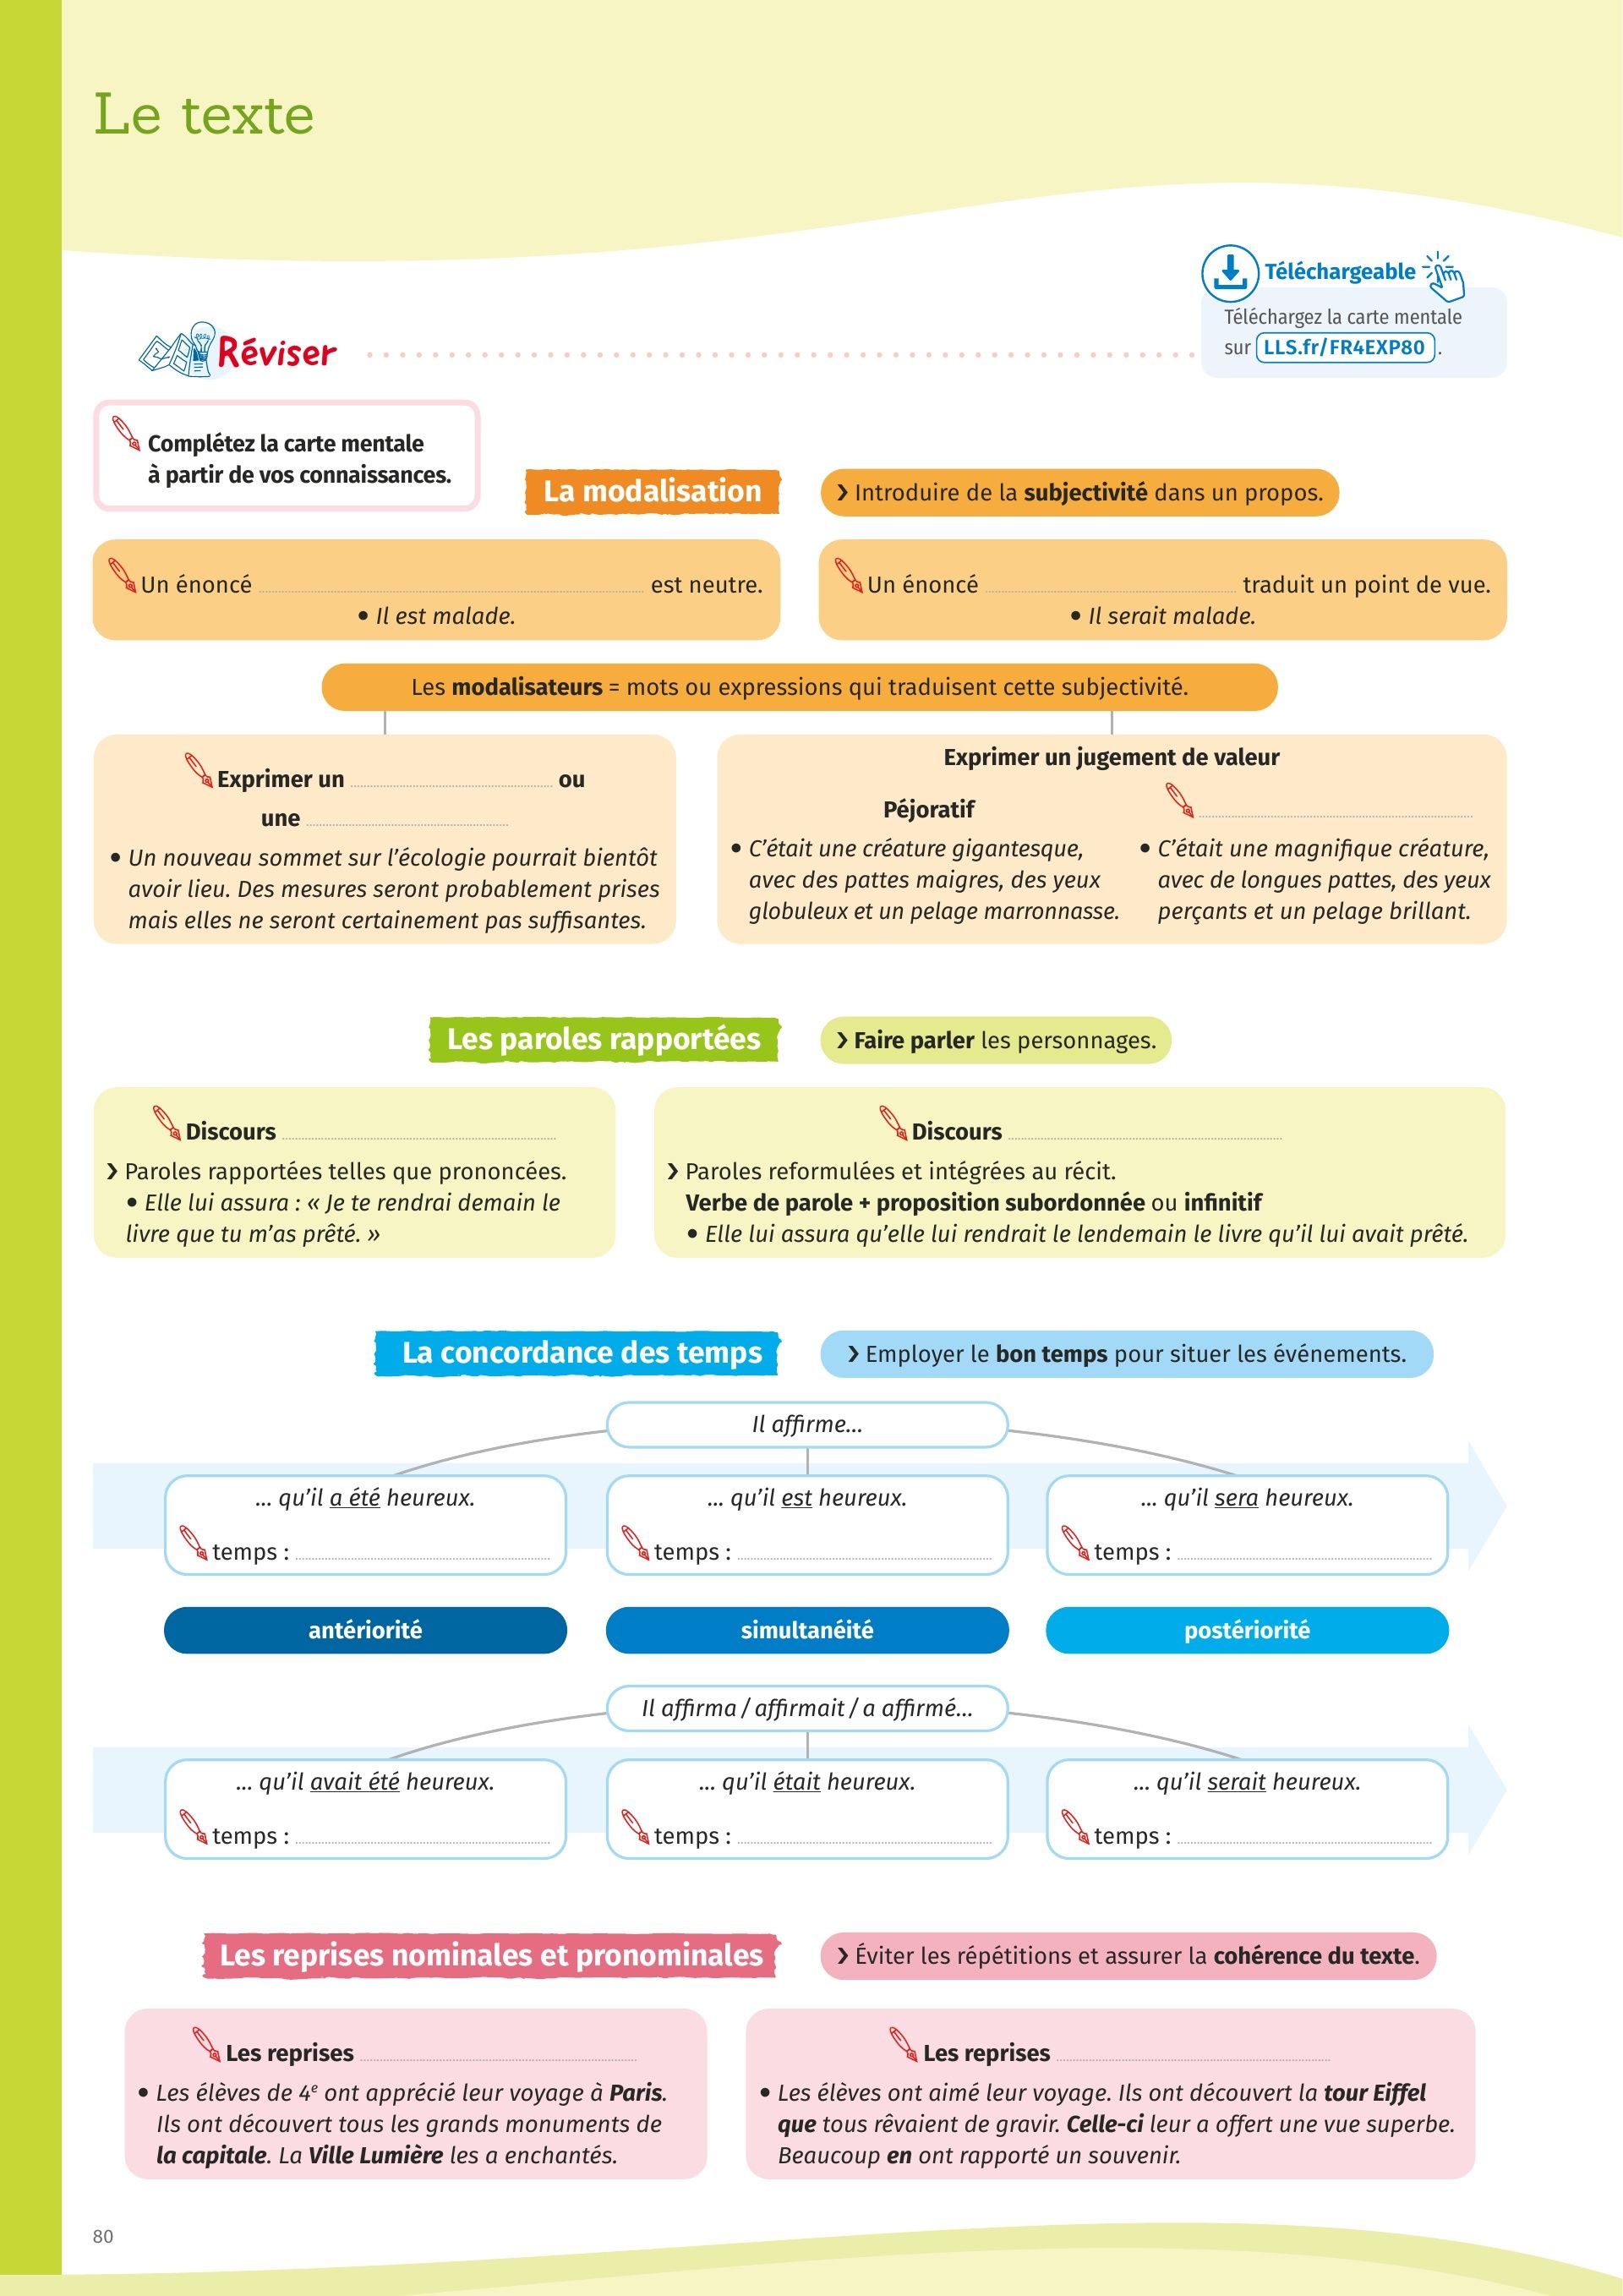 Le texte
Téléchargeable
Téléchargez la carte mentale
sur LLS.fr/FR4EXP80 .
Réviser
Complétez la carte mentale
à partir de vos connaissances.
La modalisation
❯ Introduire de la subjectivité dans un propos.
Un énoncé est neutre.
• Il est malade.
Un énoncé traduit un point de vue.
• Il serait malade.
Les modalisateurs = mots ou expressions qui traduisent cette subjectivité.
Exprimer un ou
une
• Un nouveau sommet sur l’écologie pourrait bientôt
avoir lieu. Des mesures seront probablement prises
mais elles ne seront certainement pas suffisantes.
Exprimer un jugement de valeur
Péjoratif
• C’était une créature gigantesque,
avec des pattes maigres, des yeux
globuleux et un pelage marronnasse.
• C’était une magnifique créature,
avec de longues pattes, des yeux
perçants et un pelage brillant.
Les paroles rapportées
❯ Faire parler les personnages.
Discours
❯ Paroles rapportées telles que prononcées.
• Elle lui assura : « Je te rendrai demain le
livre que tu m’as prêté. »
Discours
❯ Paroles reformulées et intégrées au récit.
Verbe de parole + proposition subordonnée ou infinitif
• Elle lui assura qu’elle lui rendrait le lendemain le livre qu’il lui avait prêté.
La concordance des temps
❯ Employer le bon temps pour situer les événements.
Il affirme...
... qu’il a été heureux.
temps :
... qu’il est heureux.
temps :
... qu’il sera heureux.
temps :
antériorité
simultanéité
postériorité
Il affirma / affirmait / a affirmé...
... qu’il avait été heureux.
temps :
... qu’il était heureux.
temps :
... qu’il serait heureux.
temps :
Les reprises nominales et pronominales
❯ Éviter les répétitions et assurer la cohérence du texte.
Les reprises
• Les élèves de 4e ont apprécié leur voyage à Paris.
Ils ont découvert tous les grands monuments de
la capitale. La Ville Lumière les a enchantés.
Les reprises
• Les élèves ont aimé leur voyage. Ils ont découvert la tour Eiffel
que tous rêvaient de gravir. Celle-ci leur a offert une vue superbe.
Beaucoup en ont rapporté un souvenir.
80